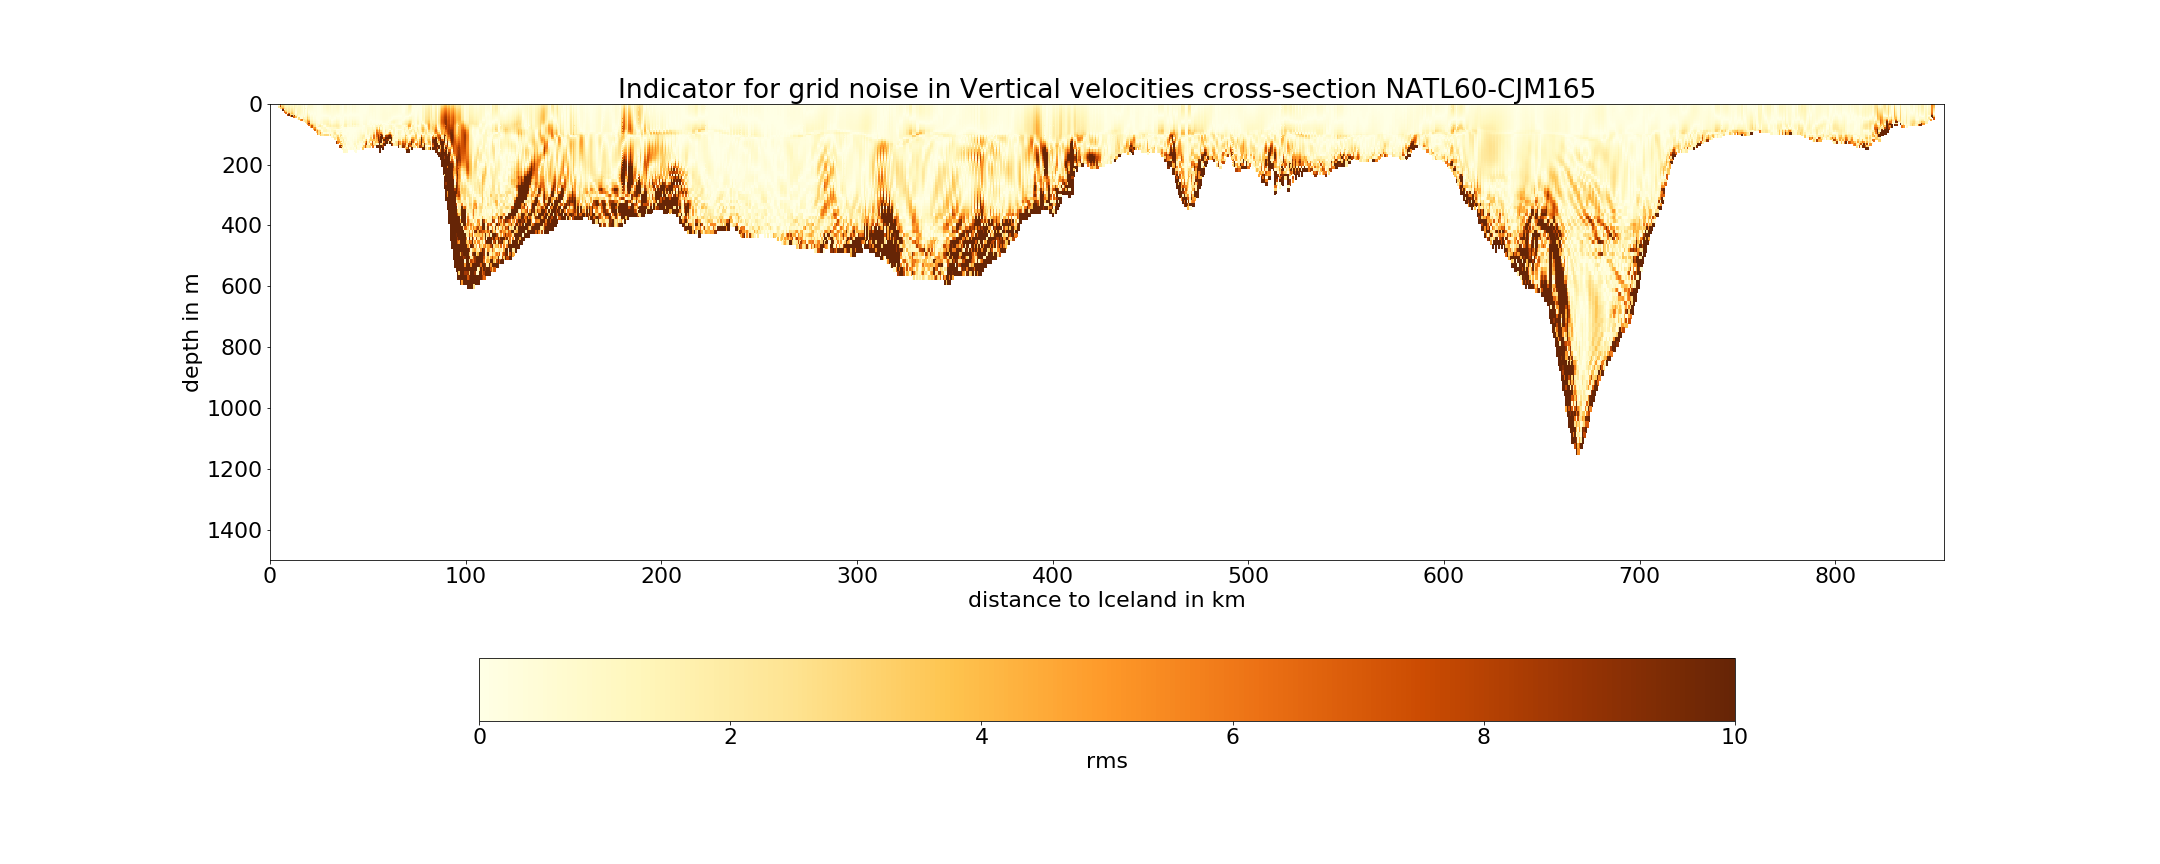 Indicator for grid noise in Vertical velocities cross-section NATL60-CJM165
0
200
400
600
800
1000
1200
1400
depth in m
0 100 200 300 400 500 600 700 800
distance to Iceland in km
0 2 4 6 8 10
rms